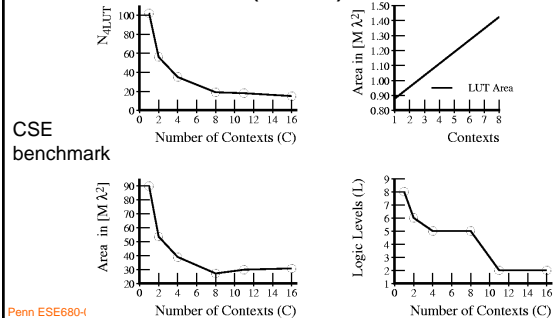 N4LUT
100
80
60
40
20
0
0 2 4 6 8 10 12 14 16
Number of Contexts (C)
Area in [M λ²]
1.50
1.40
1.30
1.20
1.10
1.00
0.90
0.80
LUT Area
1 2 3 4 5 6 7 8
Contexts
CSE
benchmark
Area in [M λ²]
90
80
70
60
50
40
30
20
0 2 4 6 8 10 12 14 16
Number of Contexts (C)
Logic Levels (L)
9
8
7
6
5
4
3
2
1
0 2 4 6 8 10 12 14 16
Number of Contexts (C)
Penn ESE680-